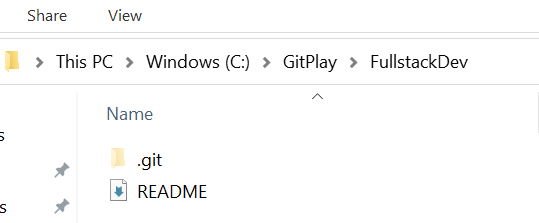 Share View
This PC Windows (C:) GitPlay FullstackDev
Name
s
.git
README
s